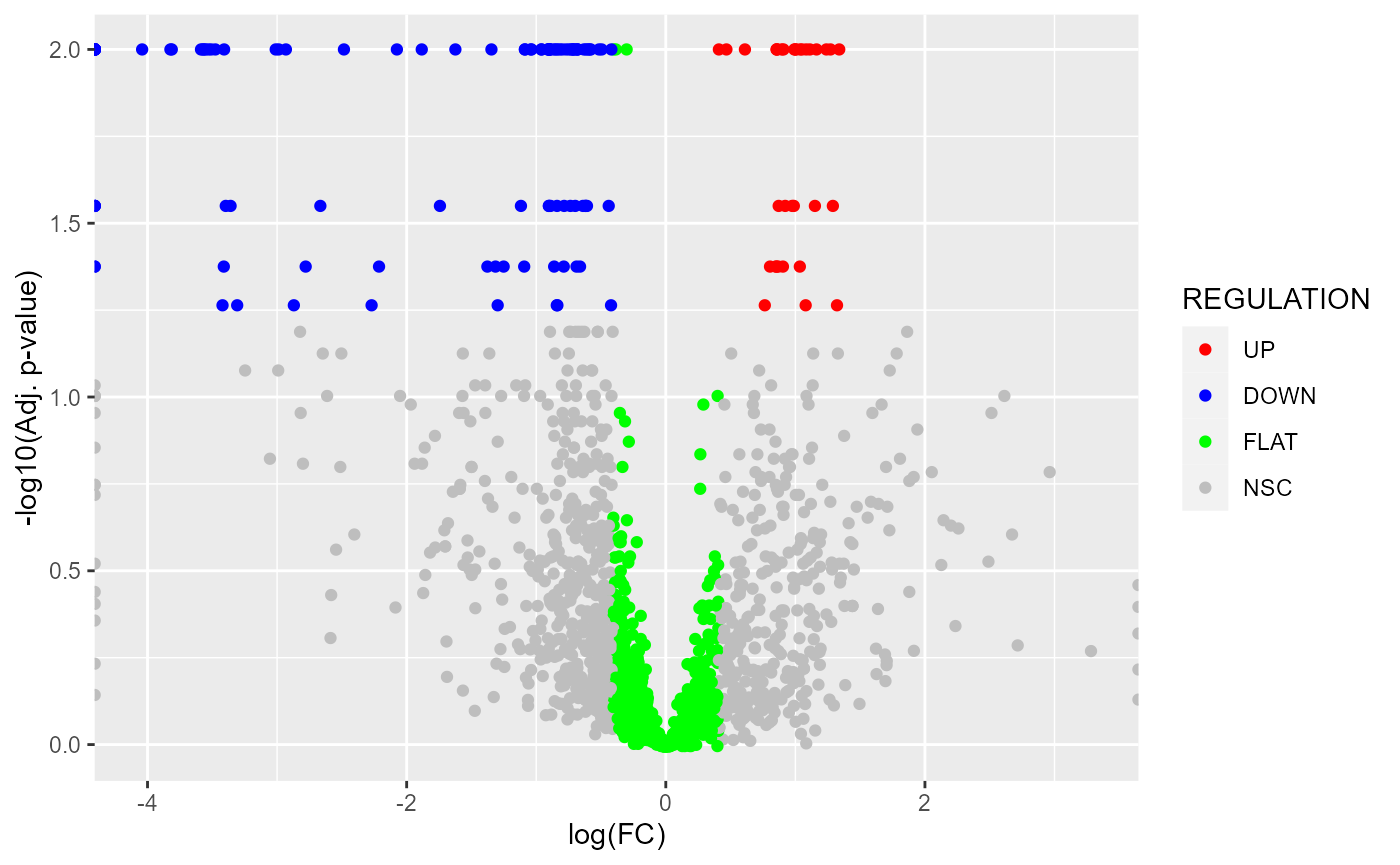 2.0
1.5
1.0
0.5
0.0
-log10(Adj. p-value)
-4
-2
0
2
log(FC)
REGULATION
UP
DOWN
FLAT
NSC